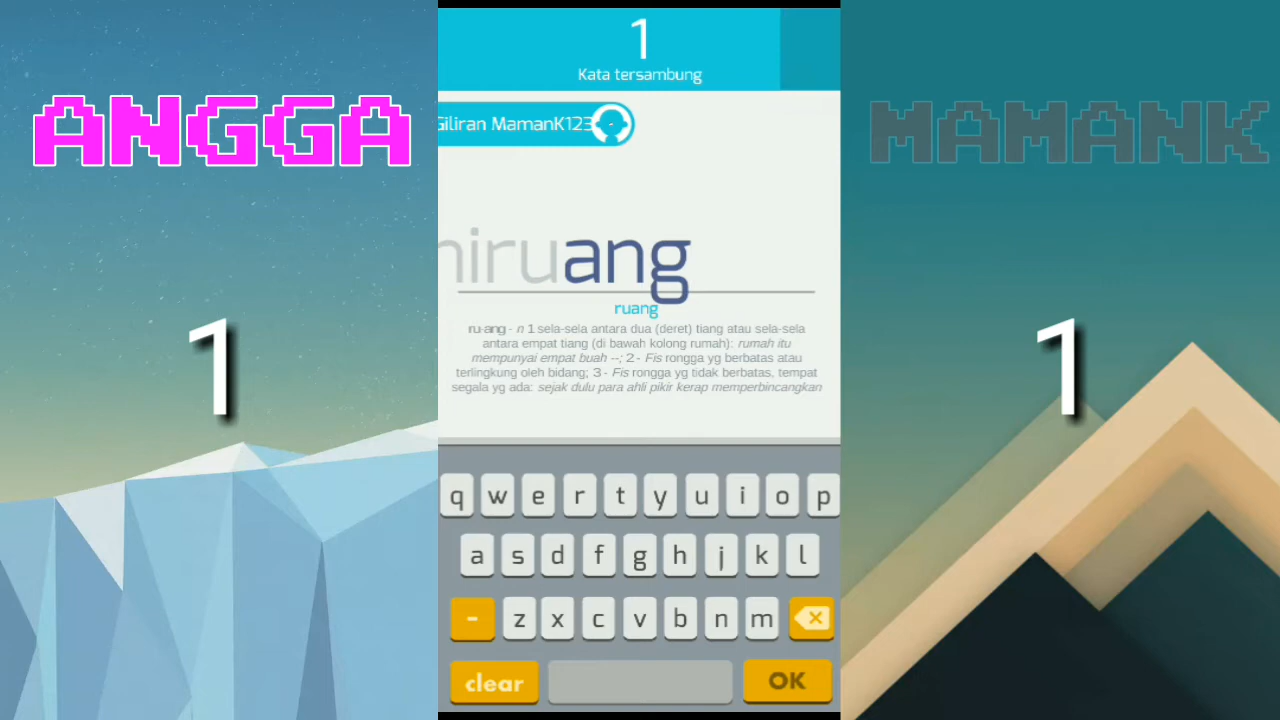 ANGGA
1
1
Kata tersambung
Giliran MamanK123
niruang
ruang
ru·ang - n 1 sela-sela antara dua (deret) tiang atau sela-sela
antara empat tiang (di bawah kolong rumah): rumah itu
mempunyai empat buah --; 2 - Fis rongga yg berbatas atau
terlingkung oleh bidang; 3 - Fis rongga yg tidak berbatas, tempat
segala yg ada: sejak dulu para ahli pikir kerap memperbincangkan
q w e r t y u i o p
a s d f g h j k l
- z x c v b n m
clear OK
MAMANK
1